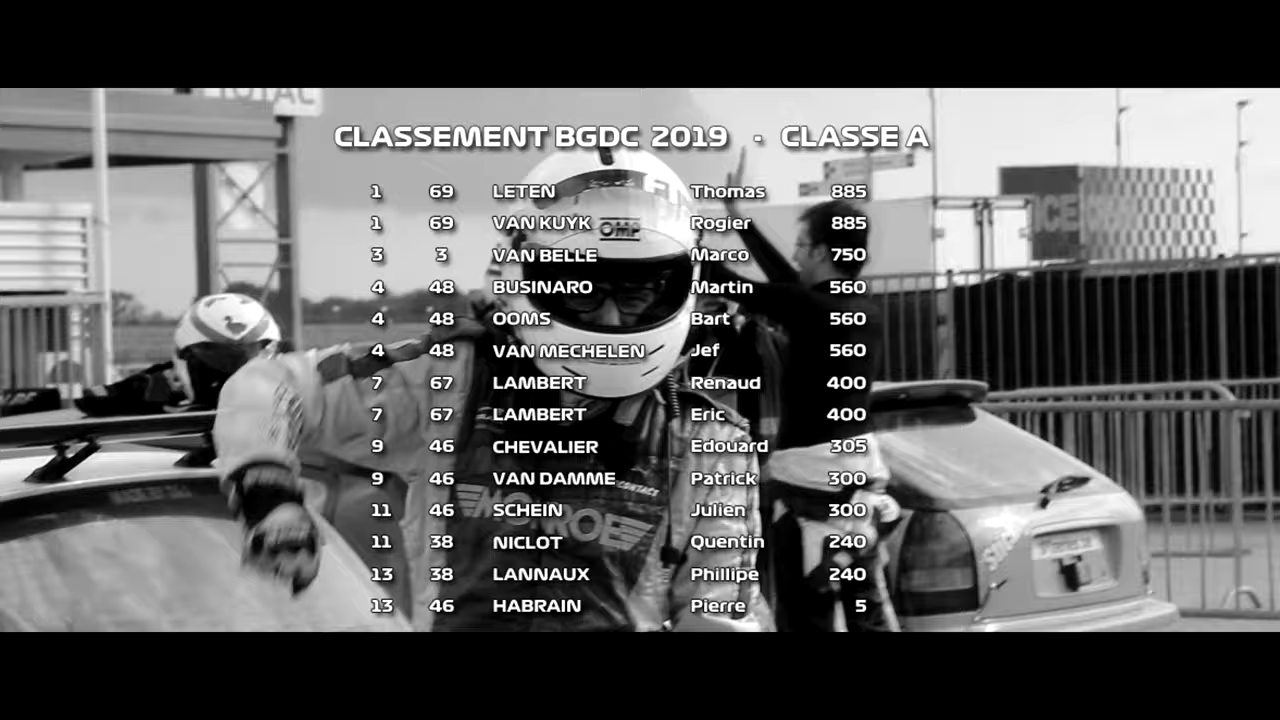 TOTAL
CLASSEMENT BGDC 2019 - CLASSE A
1 69 LETEN Thomas 885
1 69 VAN KUYK Rogier 885
3 3 VAN BELLE Marco 750
4 48 BUSINARO Martin 560
4 48 OOMS Bart 560
4 48 VAN MECHELEN Jef 560
7 67 LAMBERT Renaud 400
7 67 LAMBERT Eric 400
9 46 CHEVALIER Edouard 305
9 46 VAN DAMME Patrick 300
11 46 SCHEIN Julien 300
11 38 NICLOT Quentin 240
13 38 LANNAUX Phillipe 240
13 46 HABRAIN Pierre 5
OMP
CONTACT
MONROE